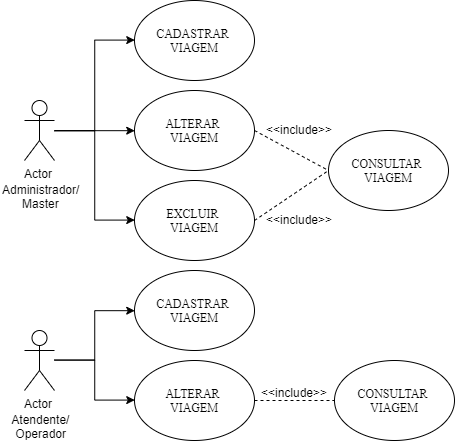 CADASTRAR
VIAGEM
ALTERAR
VIAGEM
<<include>>
CONSULTAR
VIAGEM
Actor
Administrador/
Master
EXCLUIR
VIAGEM
<<include>>
CADASTRAR
VIAGEM
Actor
Atendente/
Operador
ALTERAR
VIAGEM
<<include>>
CONSULTAR
VIAGEM